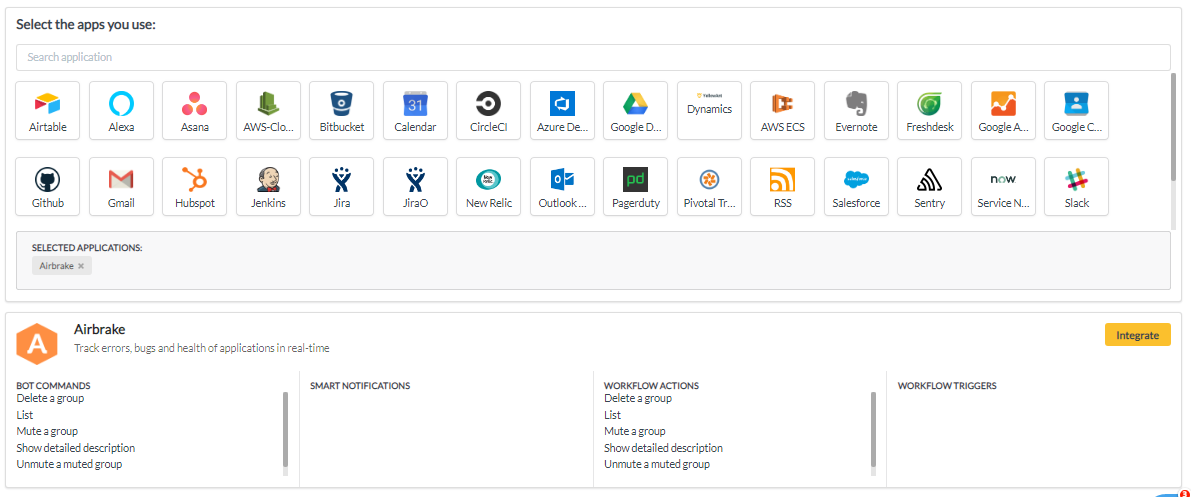 Select the apps you use:
Search application
Airtable Alexa Asana AWS-Clo... Bitbucket Calendar CircleCI Azure De... Google D... Dynamics AWS ECS Evernote Freshdesk Google A... Google C...
31
Github Gmail Hubspot Jenkins Jira JiraO New Relic Outlook ... Pagerduty Pivotal Tr... RSS Salesforce Sentry Service N... Slack
pd
now
SELECTED APPLICATIONS:
Airbrake ×
A
Airbrake
Track errors, bugs and health of applications in real-time
Integrate
BOT COMMANDS
Delete a group
List
Mute a group
Show detailed description
Unmute a muted group
SMART NOTIFICATIONS
WORKFLOW ACTIONS
Delete a group
List
Mute a group
Show detailed description
Unmute a muted group
WORKFLOW TRIGGERS
3